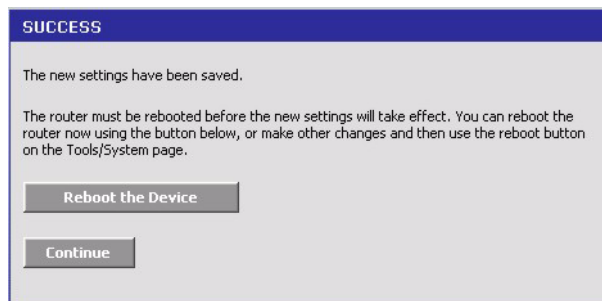 SUCCESS
The new settings have been saved.
The router must be rebooted before the new settings will take effect. You can reboot the
router now using the button below, or make other changes and then use the reboot button
on the Tools/System page.
Reboot the Device
Continue